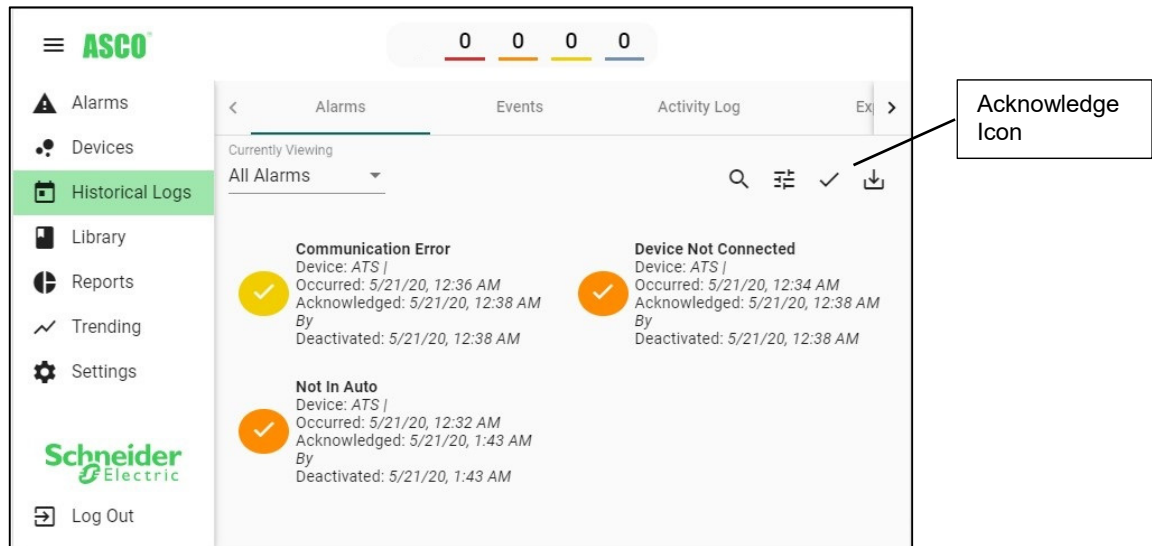 ASCO
0 0 0 0
Alarms
Devices
Historical Logs
Library
Reports
Trending
Settings
Schneider
Electric
Log Out
Alarms Events Activity Log Ex
Currently Viewing
All Alarms
Communication Error
Device: ATS |
Occurred: 5/21/20, 12:36 AM
Acknowledged: 5/21/20, 12:38 AM
By
Deactivated: 5/21/20, 12:38 AM
Device Not Connected
Device: ATS |
Occurred: 5/21/20, 12:34 AM
Acknowledged: 5/21/20, 12:38 AM
By
Deactivated: 5/21/20, 12:38 AM
Not In Auto
Device: ATS |
Occurred: 5/21/20, 12:32 AM
Acknowledged: 5/21/20, 1:43 AM
By
Deactivated: 5/21/20, 1:43 AM
Acknowledge
Icon